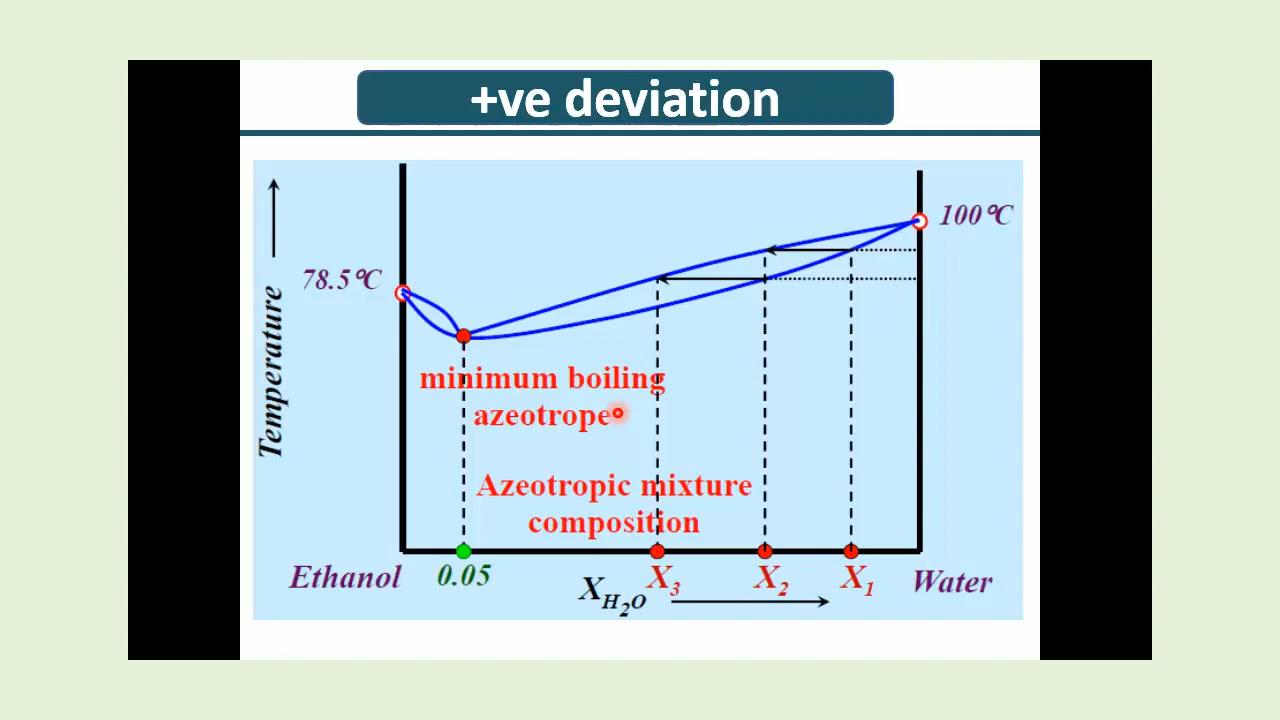 +ve deviation
100°C
78.5°C
Temperature
minimum boiling
azeotrope
Azeotropic mixture
composition
Ethanol
0.05
X₃
X₂
X₁
Water
X_H₂O